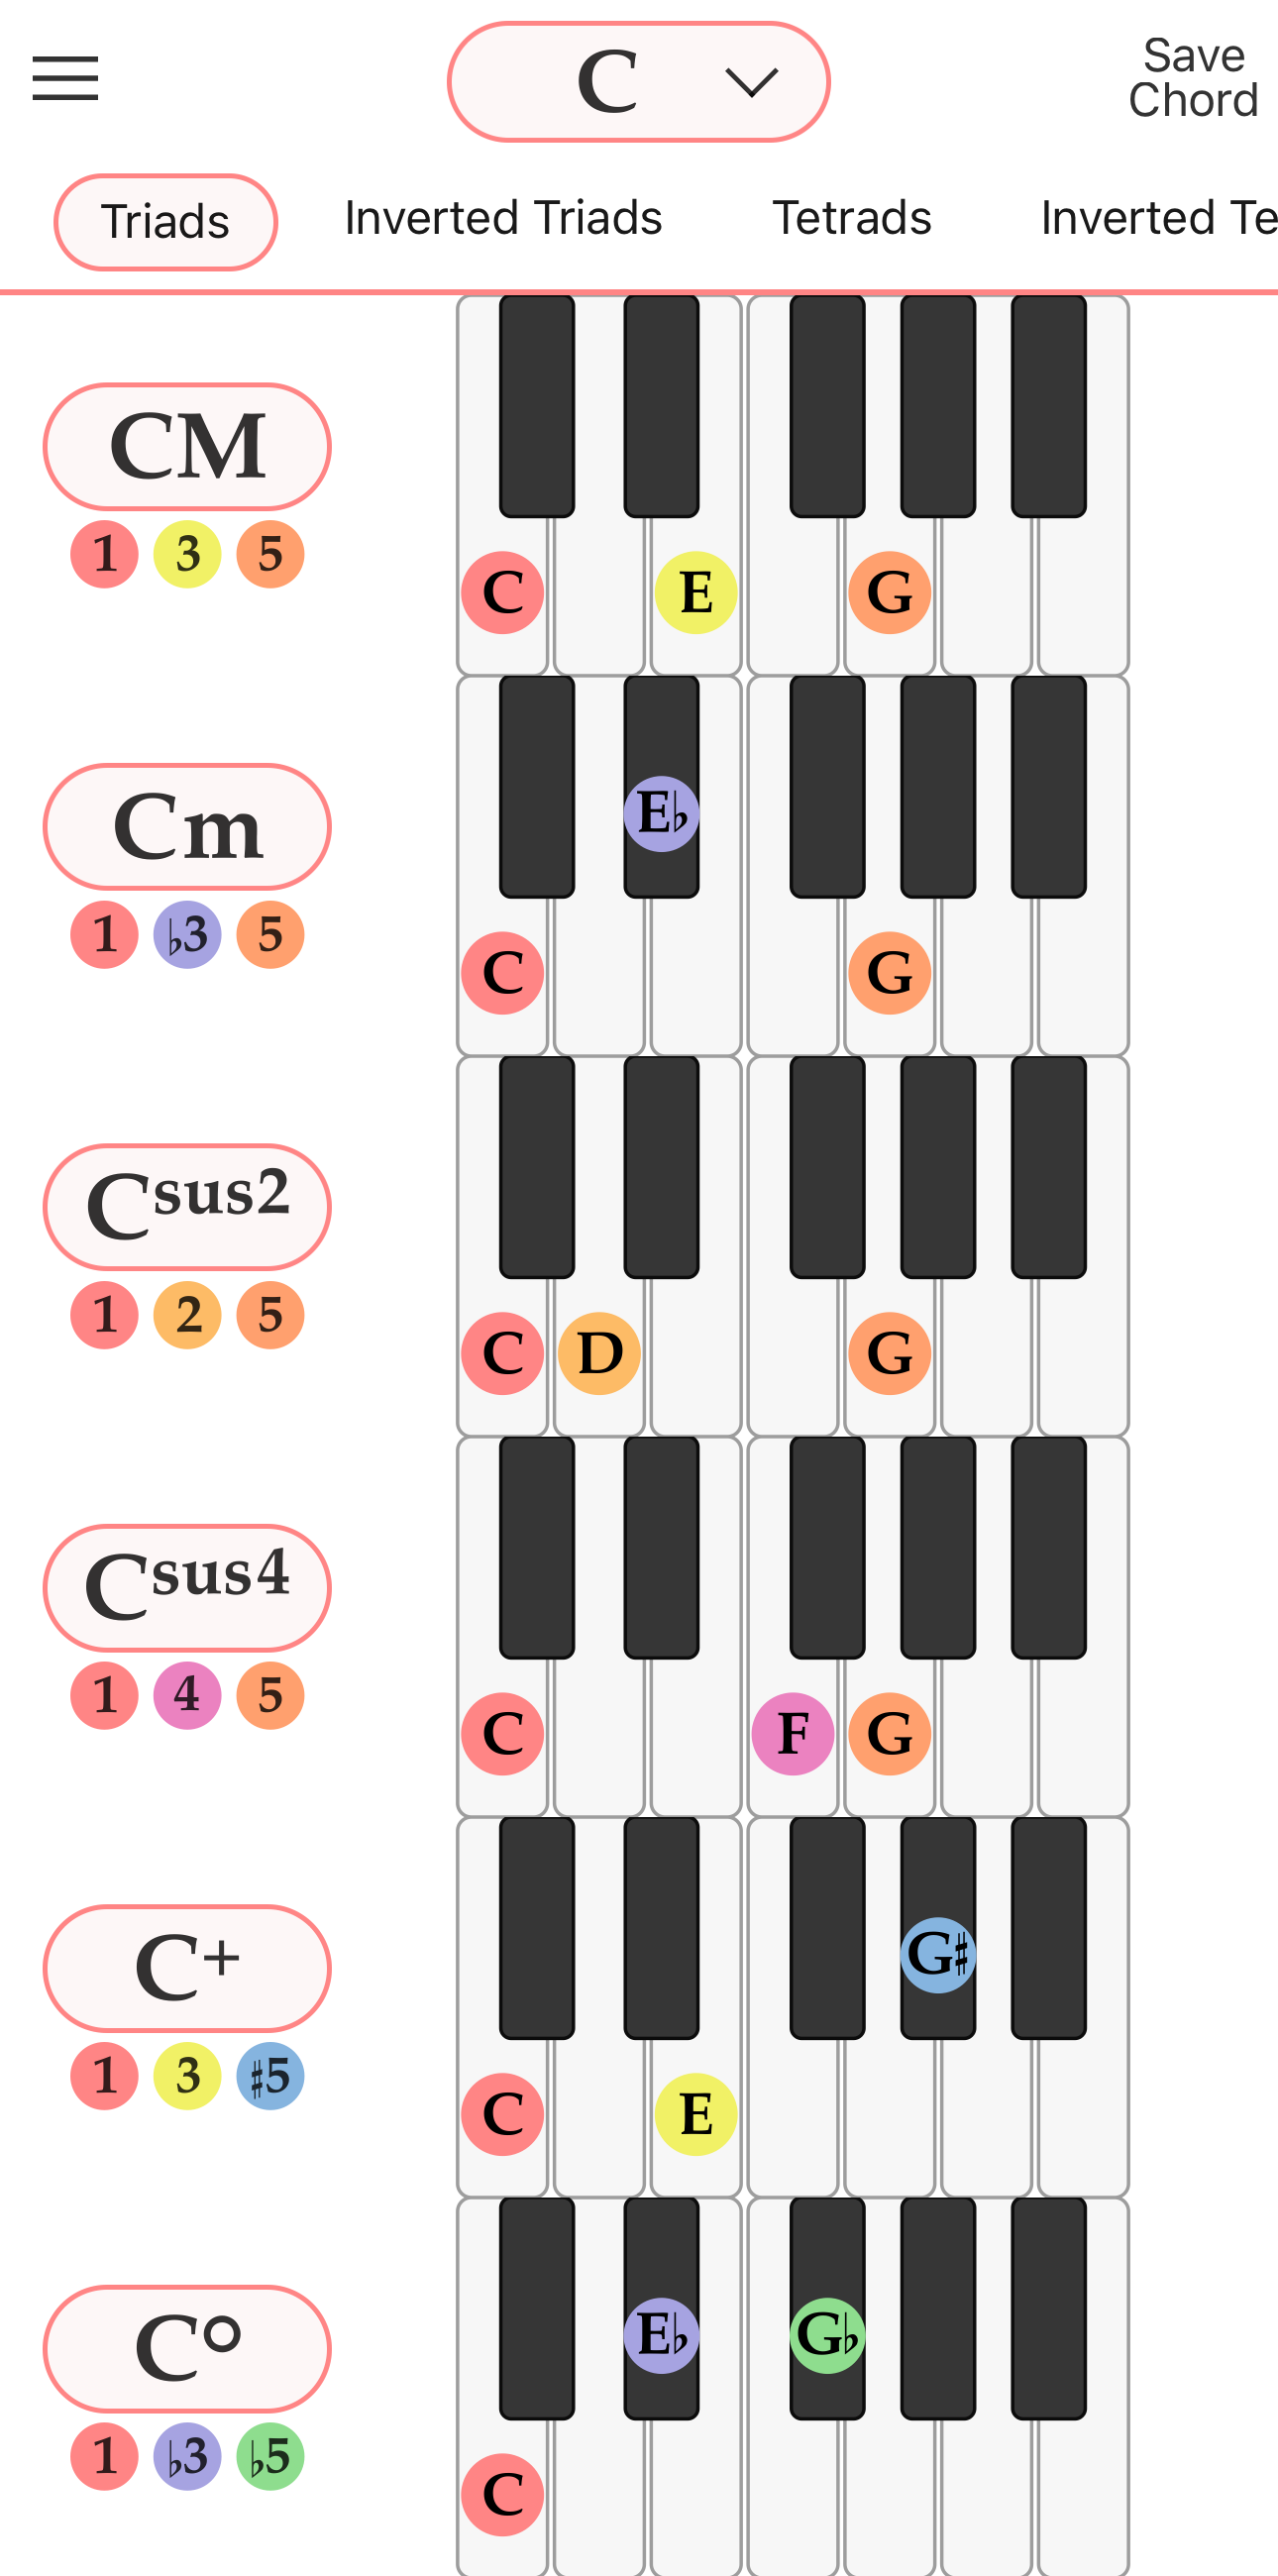 C
Save
Chord
Triads Inverted Triads Tetrads Inverted Te
CM
1 3 5
C E G
Cm
1 ♭3 5
E♭
C G
Csus2
1 2 5
C D G
Csus4
1 4 5
C F G
C+
1 3 ♯5
G♯
C E
C°
1 ♭3 ♭5
E♭ G♭
C